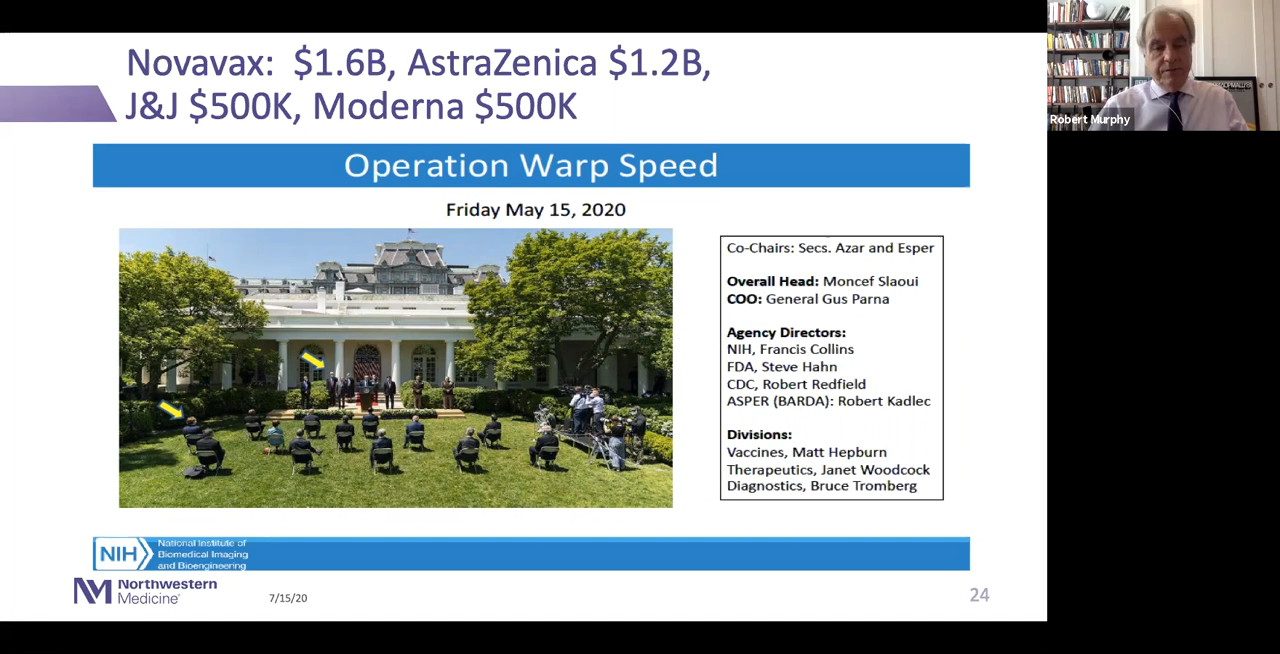 Novavax: $1.6B, AstraZenica $1.2B,
J&J $500K, Moderna $500K
Operation Warp Speed
Friday May 15, 2020
Co-Chairs: Secs. Azar and Esper
Overall Head: Moncef Slaoui
COO: General Gus Parna
Agency Directors:
NIH, Francis Collins
FDA, Steve Hahn
CDC, Robert Redfield
ASPER (BARDA): Robert Kadlec
Divisions:
Vaccines, Matt Hepburn
Therapeutics, Janet Woodcock
Diagnostics, Bruce Tromberg
NIH
National Institute of
Biomedical Imaging
and Bioengineering
Northwestern
Medicine
7/15/20
24
Robert Murphy